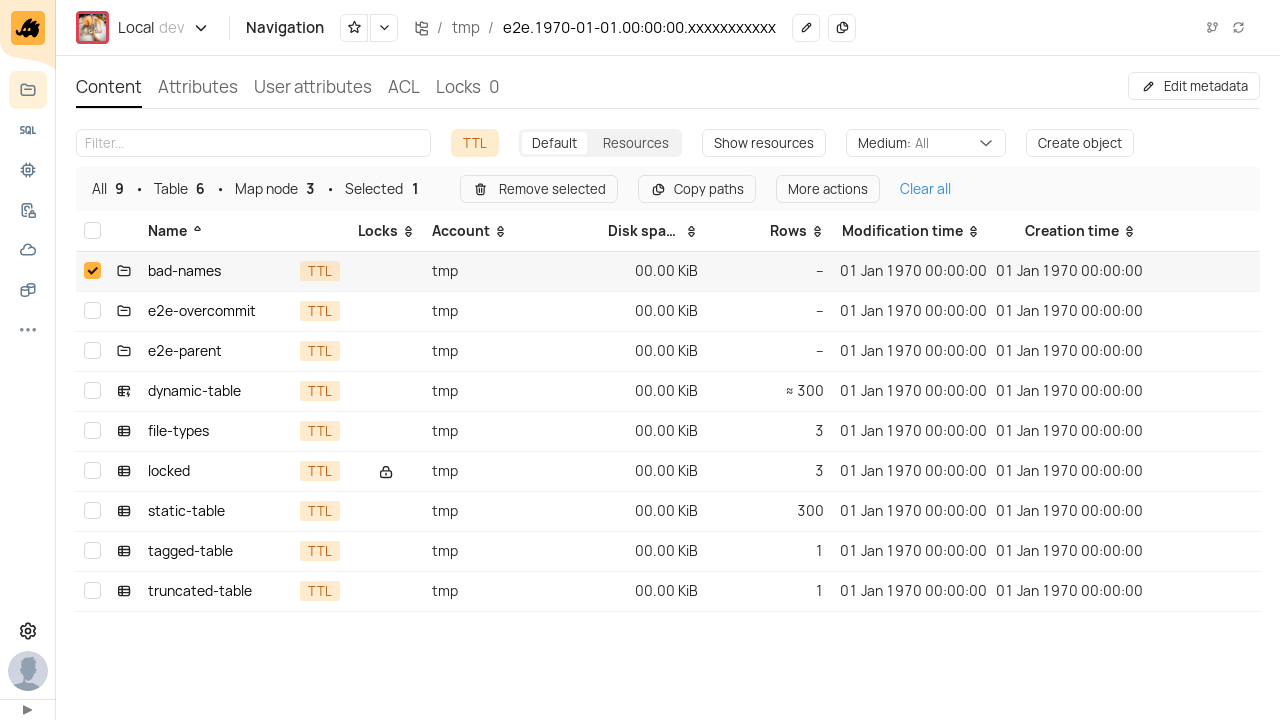 Local dev Navigation / tmp / e2e.1970-01-01.00:00:00.xxxxxxxxxxx
Content Attributes User attributes ACL Locks 0 Edit metadata
SQL
Filter... TTL Default Resources Show resources Medium: All Create object
All 9 • Table 6 • Map node 3 • Selected 1 Remove selected Copy paths More actions Clear all
Name Locks Account Disk spa... Rows Modification time Creation time
bad-names TTL tmp 00.00 KiB – 01 Jan 1970 00:00:00 01 Jan 1970 00:00:00
e2e-overcommit TTL tmp 00.00 KiB – 01 Jan 1970 00:00:00 01 Jan 1970 00:00:00
e2e-parent TTL tmp 00.00 KiB – 01 Jan 1970 00:00:00 01 Jan 1970 00:00:00
dynamic-table TTL tmp 00.00 KiB ≈ 300 01 Jan 1970 00:00:00 01 Jan 1970 00:00:00
file-types TTL tmp 00.00 KiB 3 01 Jan 1970 00:00:00 01 Jan 1970 00:00:00
locked TTL tmp 00.00 KiB 3 01 Jan 1970 00:00:00 01 Jan 1970 00:00:00
static-table TTL tmp 00.00 KiB 300 01 Jan 1970 00:00:00 01 Jan 1970 00:00:00
tagged-table TTL tmp 00.00 KiB 1 01 Jan 1970 00:00:00 01 Jan 1970 00:00:00
truncated-table TTL tmp 00.00 KiB 1 01 Jan 1970 00:00:00 01 Jan 1970 00:00:00